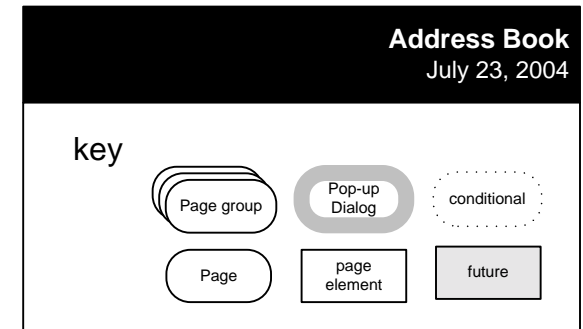 Address Book
July 23, 2004
key
Page group
Pop-up
Dialog
conditional
Page
page
element
future